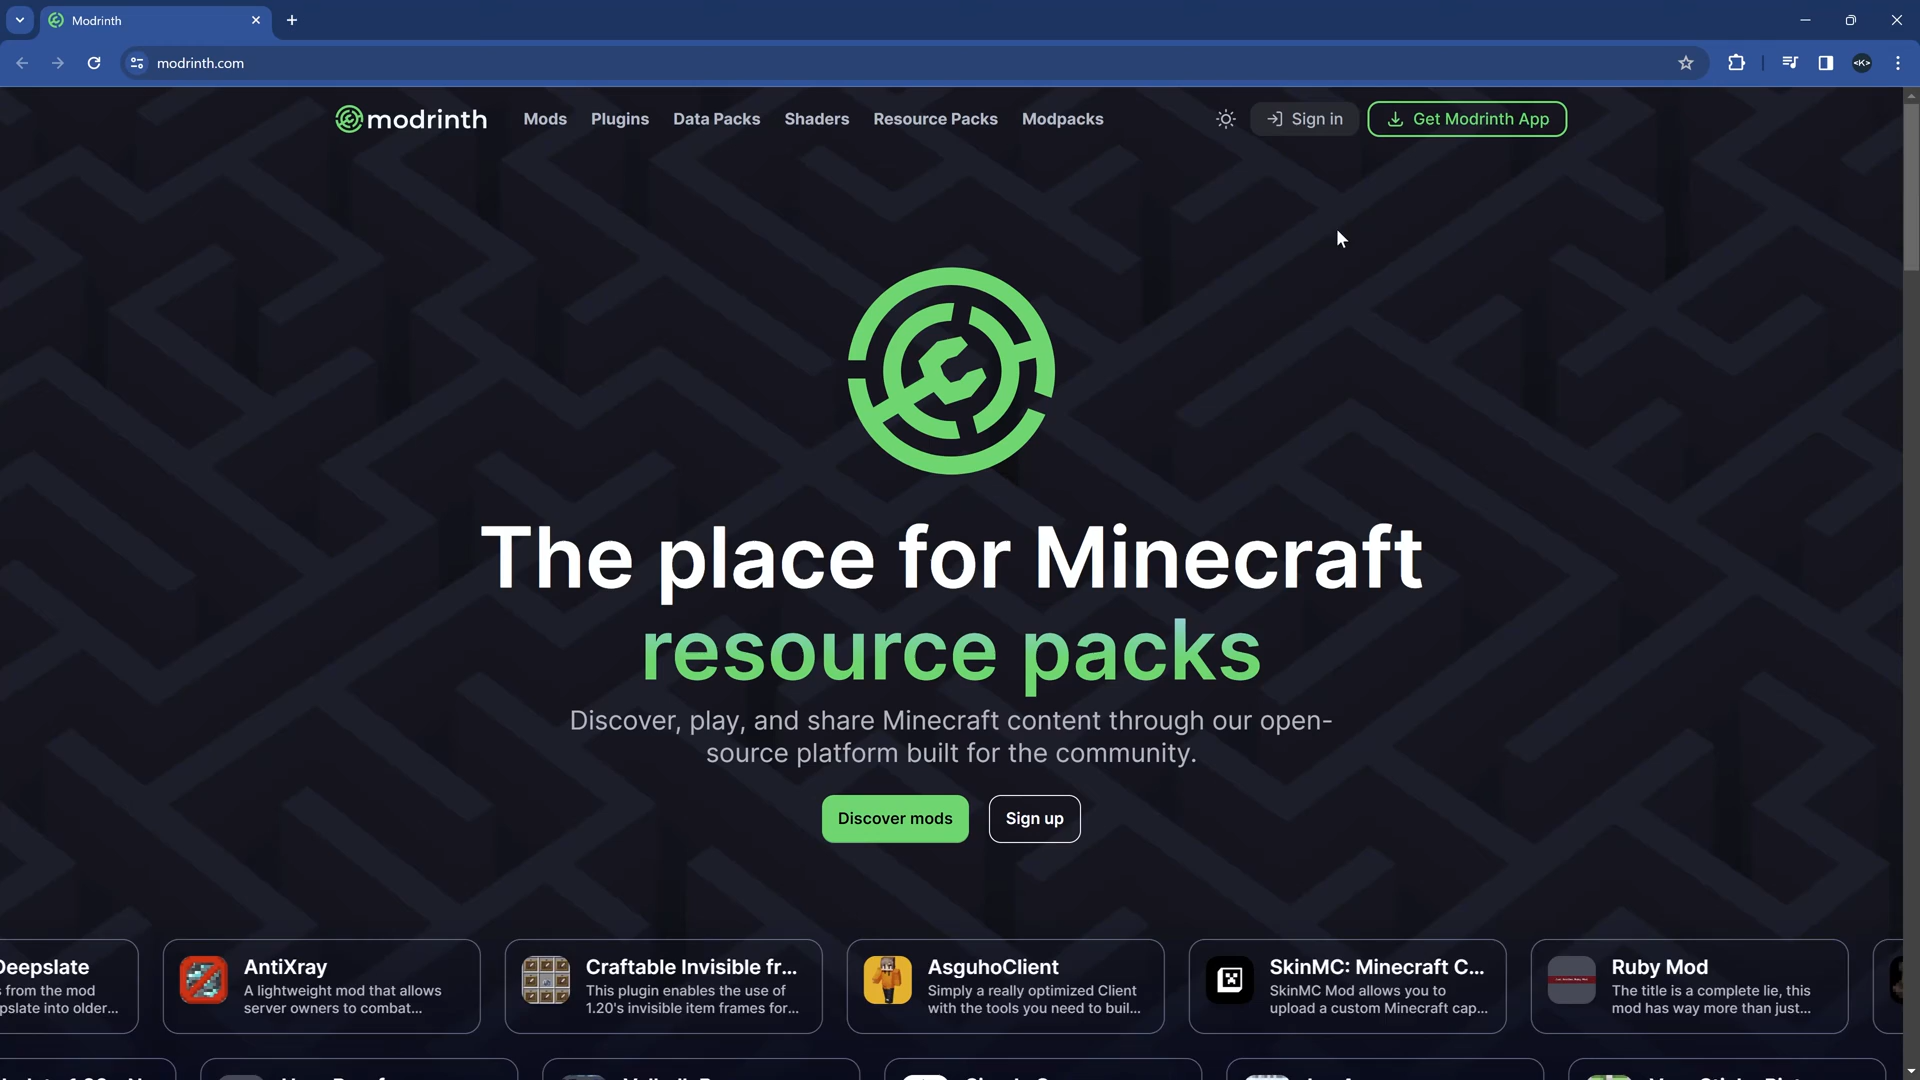 Modrinth
modrinth.com
<K>
modrinth
Mods
Plugins
Data Packs
Shaders
Resource Packs
Modpacks
Sign in
Get Modrinth App
The place for Minecraft
resource packs
Discover, play, and share Minecraft content through our open-
source platform built for the community.
Discover mods
Sign up
Deepslate
from the mod
pslate into older...
AntiXray
A lightweight mod that allows
server owners to combat...
Craftable Invisible fr...
This plugin enables the use of
1.20's invisible item frames for...
AsguhoClient
Simply a really optimized Client
with the tools you need to buil...
SkinMC: Minecraft C...
SkinMC Mod allows you to
upload a custom Minecraft cap...
Ruby Mod
The title is a complete lie, this
mod has way more than just...